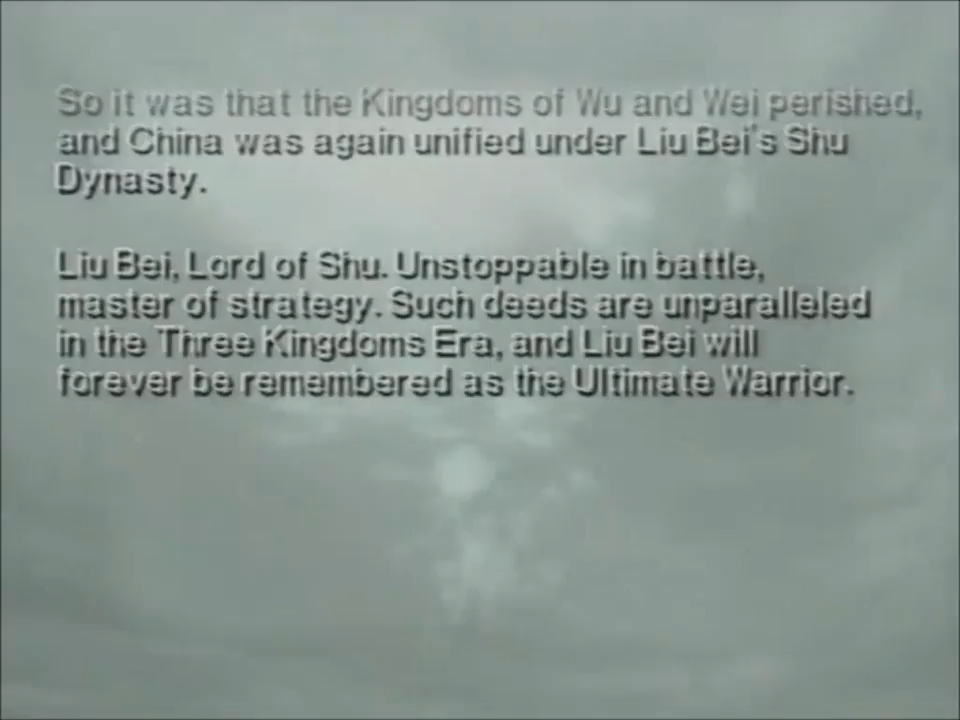 So it was that the Kingdoms of Wu and Wei perished,
and China was again unified under Liu Bei's Shu
Dynasty.
Liu Bei, Lord of Shu. Unstoppable in battle,
master of strategy. Such deeds are unparalleled
in the Three Kingdoms Era, and Liu Bei will
forever be remembered as the Ultimate Warrior.